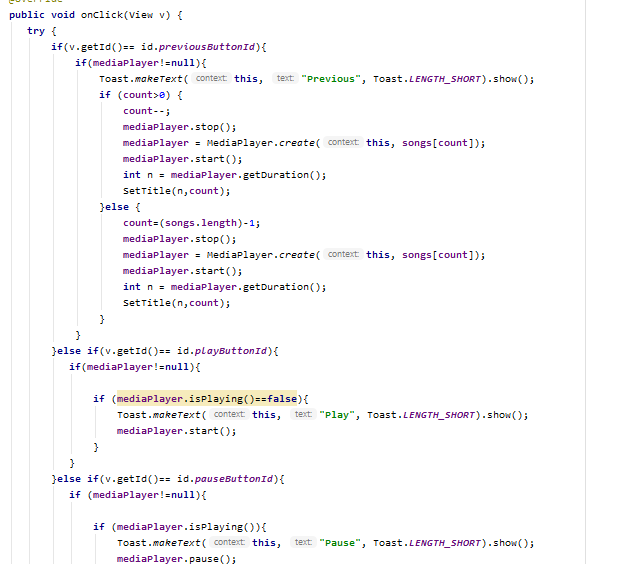 @Override
public void onClick(View v) {
try {
if(v.getId()== id.previousButtonId){
if(mediaPlayer!=null){
Toast.makeText( context: this, text: "Previous", Toast.LENGTH_SHORT).show();
if (count>0) {
count--;
mediaPlayer.stop();
mediaPlayer = MediaPlayer.create( context: this, songs[count]);
mediaPlayer.start();
int n = mediaPlayer.getDuration();
SetTitle(n,count);
}else {
count=(songs.length)-1;
mediaPlayer.stop();
mediaPlayer = MediaPlayer.create( context: this, songs[count]);
mediaPlayer.start();
int n = mediaPlayer.getDuration();
SetTitle(n,count);
}
}
}else if(v.getId()== id.playButtonId){
if(mediaPlayer!=null){
if (mediaPlayer.isPlaying()==false){
Toast.makeText( context: this, text: "Play", Toast.LENGTH_SHORT).show();
mediaPlayer.start();
}
}
}else if(v.getId()== id.pauseButtonId){
if (mediaPlayer!=null){
if (mediaPlayer.isPlaying()){
Toast.makeText( context: this, text: "Pause", Toast.LENGTH_SHORT).show();
mediaPlayer.pause();